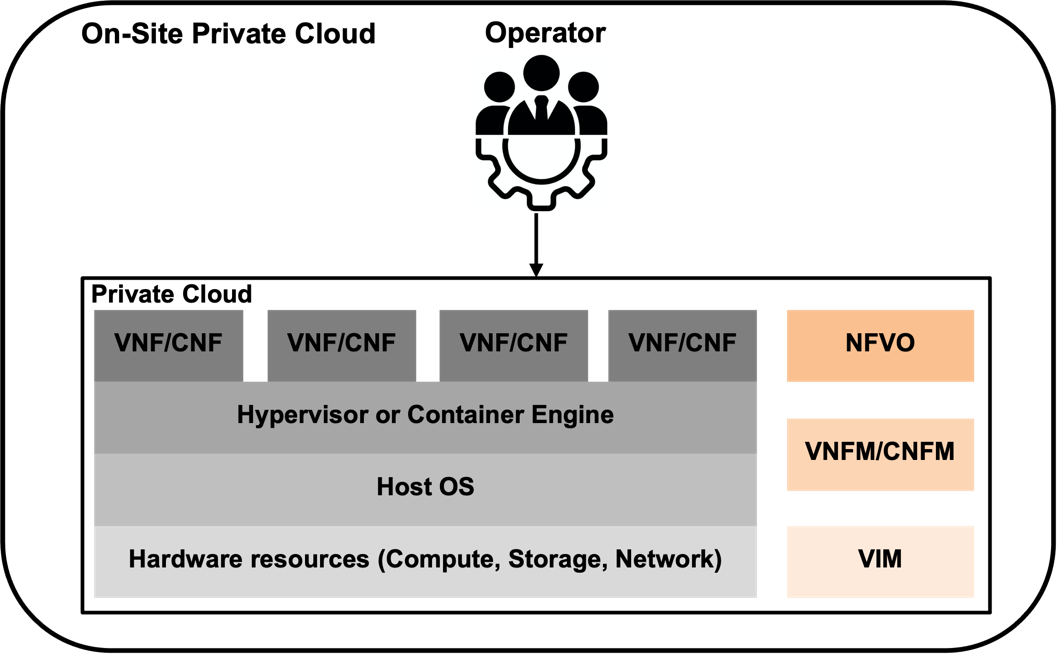 On-Site Private Cloud
Operator
Private Cloud
VNF/CNF
VNF/CNF
VNF/CNF
VNF/CNF
NFVO
Hypervisor or Container Engine
VNFM/CNFM
Host OS
Hardware resources (Compute, Storage, Network)
VIM